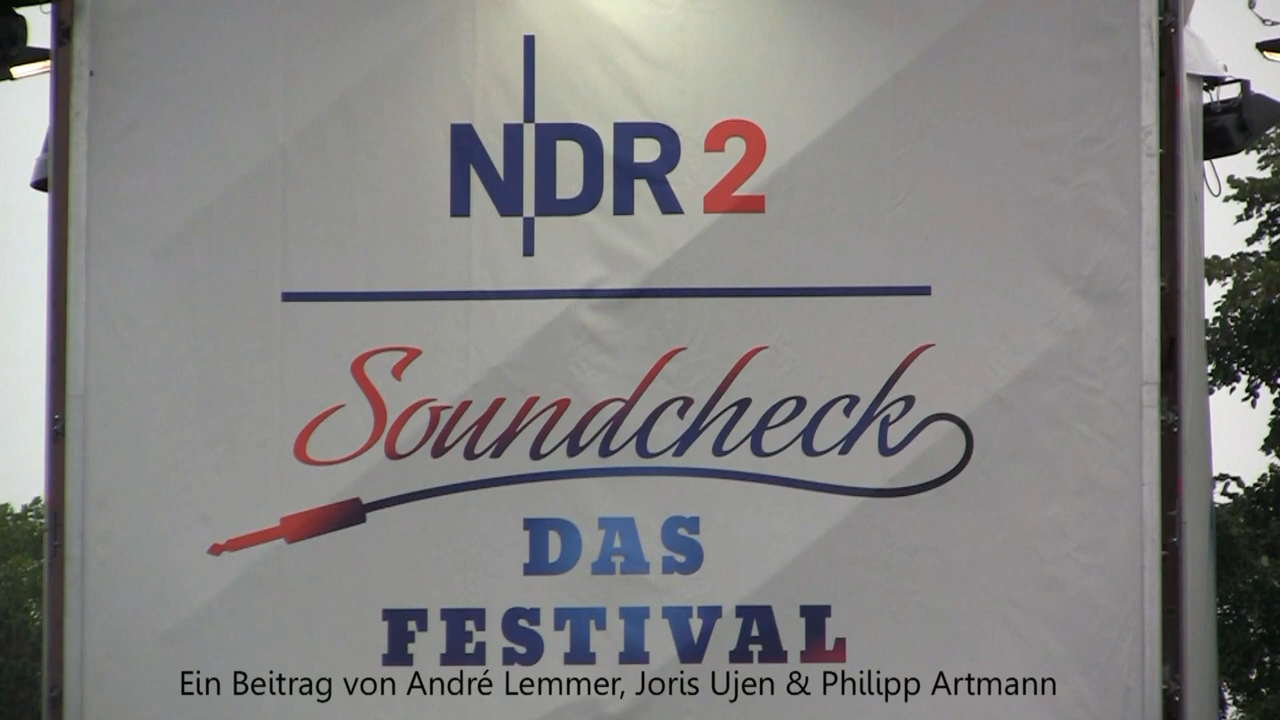 NDR 2
Soundcheck
DAS
FESTIVAL
Ein Beitrag von André Lemmer, Joris Ujen & Philipp Artmann